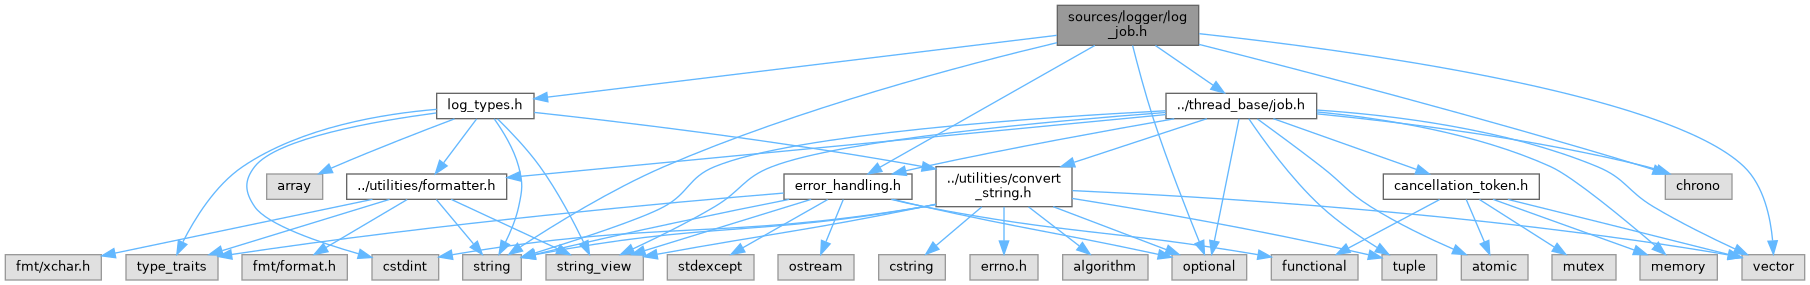 sources/logger/log
_job.h
log_types.h
../thread_base/job.h
array
../utilities/formatter.h
error_handling.h
../utilities/convert
_string.h
cancellation_token.h
chrono
fmt/xchar.h
type_traits
fmt/format.h
cstdint
string
string_view
stdexcept
ostream
cstring
errno.h
algorithm
optional
functional
tuple
atomic
mutex
memory
vector